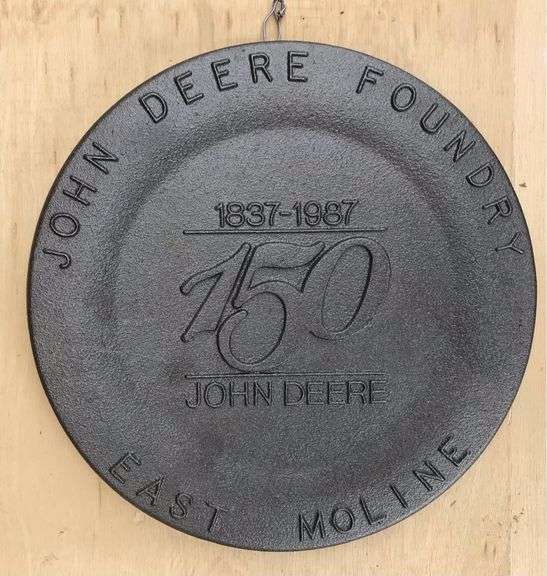 JOHN DEERE FOUNDRY
1837-1987
150
JOHN DEERE
EAST MOLINE